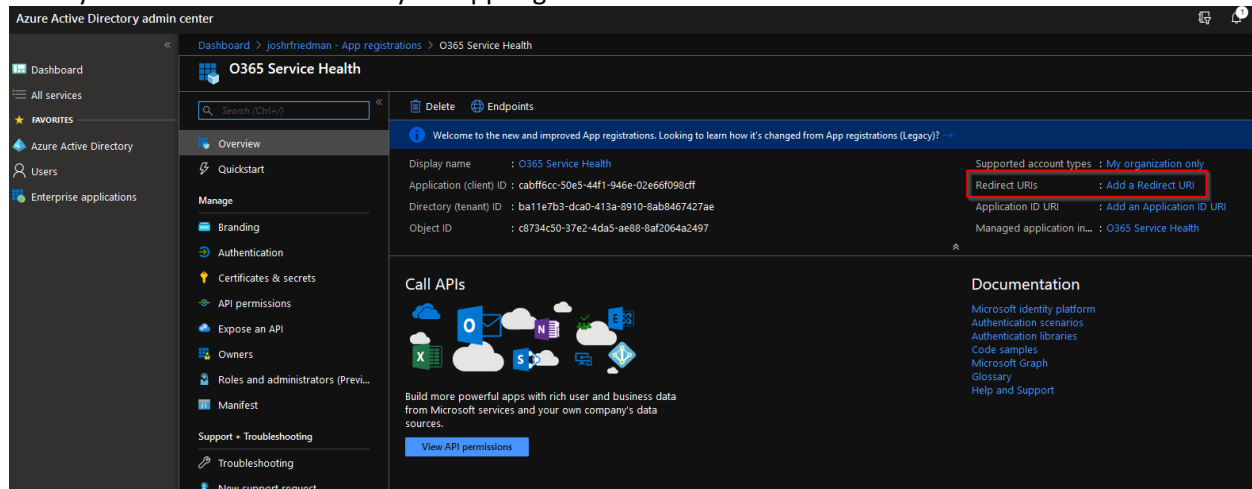 Azure Active Directory admin center
1
«
Dashboard > joshrfriedman - App registrations > O365 Service Health
Dashboard
All services
FAVORITES
Azure Active Directory
Users
Enterprise applications
O365 Service Health
Search (Ctrl+/)
«
Overview
Quickstart
Manage
Branding
Authentication
Certificates & secrets
API permissions
Expose an API
Owners
Roles and administrators (Previ...
Manifest
Support + Troubleshooting
Troubleshooting
New support request
Delete Endpoints
Welcome to the new and improved App registrations. Looking to learn how it's changed from App registrations (Legacy)? →
Display name : O365 Service Health
Application (client) ID : cabff6cc-50e5-44f1-946e-02e66f098cff
Directory (tenant) ID : ba11e7b3-dca0-413a-8910-8ab8467427ae
Object ID : c8734c50-37e2-4da5-ae88-8af2064a2497
Supported account types : My organization only
Redirect URIs : Add a Redirect URI
Application ID URI : Add an Application ID URI
Managed application in... : O365 Service Health
Call APIs
Build more powerful apps with rich user and business data
from Microsoft services and your own company's data
sources.
View API permissions
Documentation
Microsoft identity platform
Authentication scenarios
Authentication libraries
Code samples
Microsoft Graph
Glossary
Help and Support